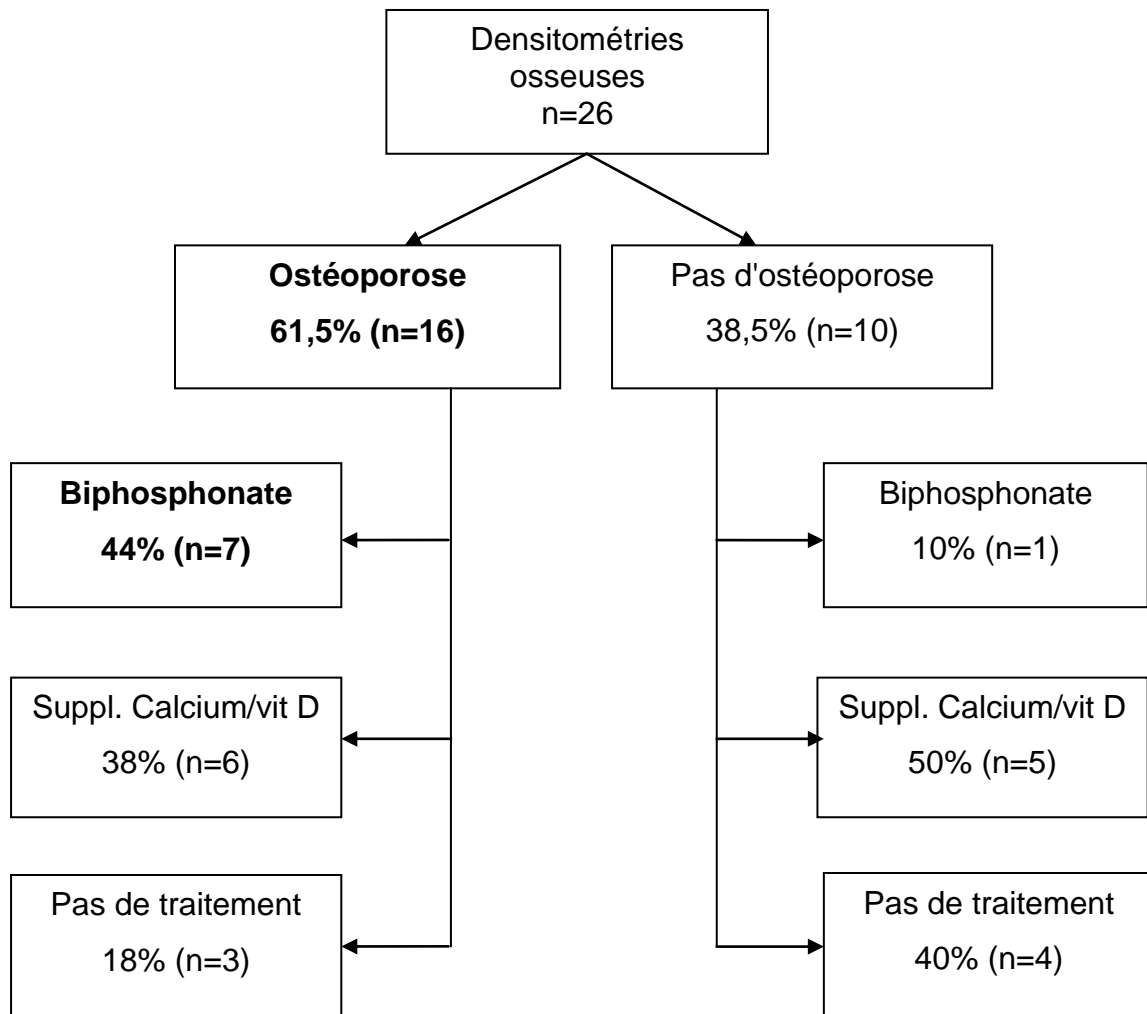 Densitométries
osseuses
n=26
Ostéoporose
61,5% (n=16)
Pas d'ostéoporose
38,5% (n=10)
Biphosphonate
44% (n=7)
Biphosphonate
10% (n=1)
Suppl. Calcium/vit D
38% (n=6)
Suppl. Calcium/vit D
50% (n=5)
Pas de traitement
18% (n=3)
Pas de traitement
40% (n=4)